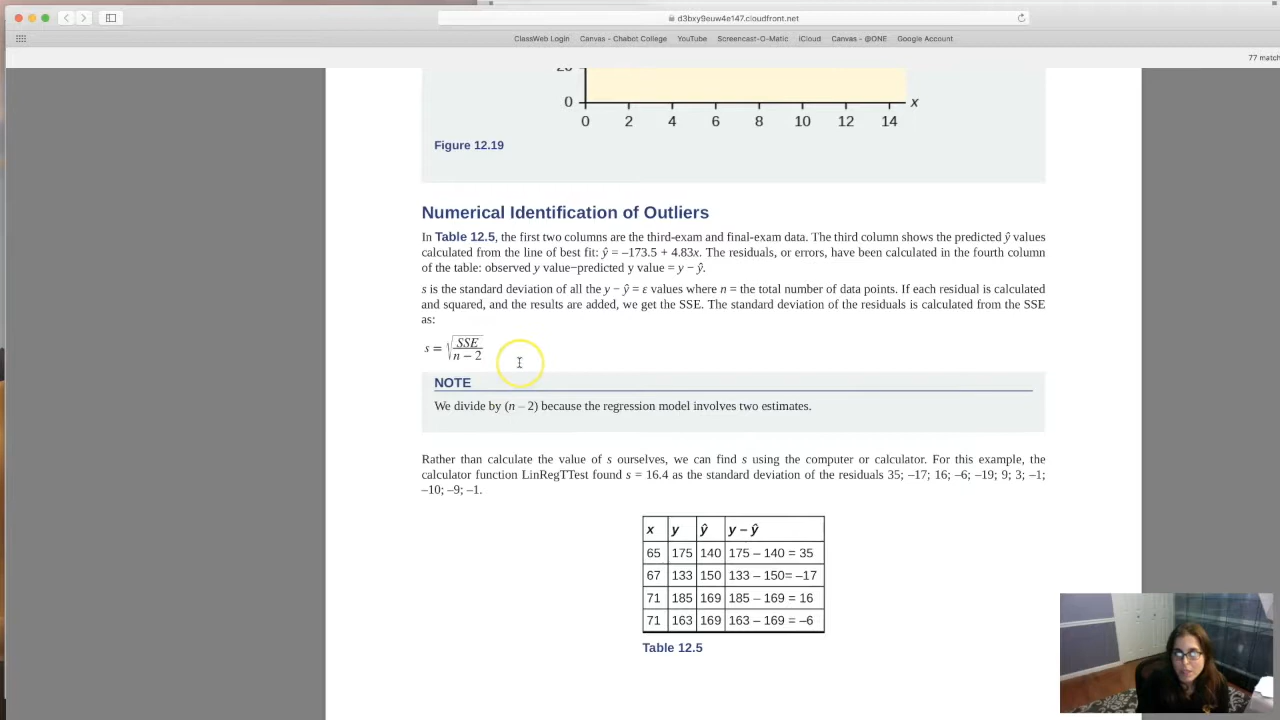 d3bxy9euw4e147.cloudfront.net
ClassWeb Login Canvas – Chabot College YouTube Screencast-O-Matic iCloud Canvas – @ONE Google Account
77 match
20
0 x
0 2 4 6 8 10 12 14
Figure 12.19
Numerical Identification of Outliers
In Table 12.5, the first two columns are the third-exam and final-exam data. The third column shows the predicted ŷ values
calculated from the line of best fit: ŷ = –173.5 + 4.83x. The residuals, or errors, have been calculated in the fourth column
of the table: observed y value−predicted y value = y − ŷ.
s is the standard deviation of all the y − ŷ = ε values where n = the total number of data points. If each residual is calculated
and squared, and the results are added, we get the SSE. The standard deviation of the residuals is calculated from the SSE
as:
s = √(SSE / n − 2)
NOTE
We divide by (n – 2) because the regression model involves two estimates.
Rather than calculate the value of s ourselves, we can find s using the computer or calculator. For this example, the
calculator function LinRegTTest found s = 16.4 as the standard deviation of the residuals 35; –17; 16; –6; –19; 9; 3; –1;
–10; –9; –1.
x y ŷ y – ŷ
65 175 140 175 – 140 = 35
67 133 150 133 – 150= –17
71 185 169 185 – 169 = 16
71 163 169 163 – 169 = –6
Table 12.5